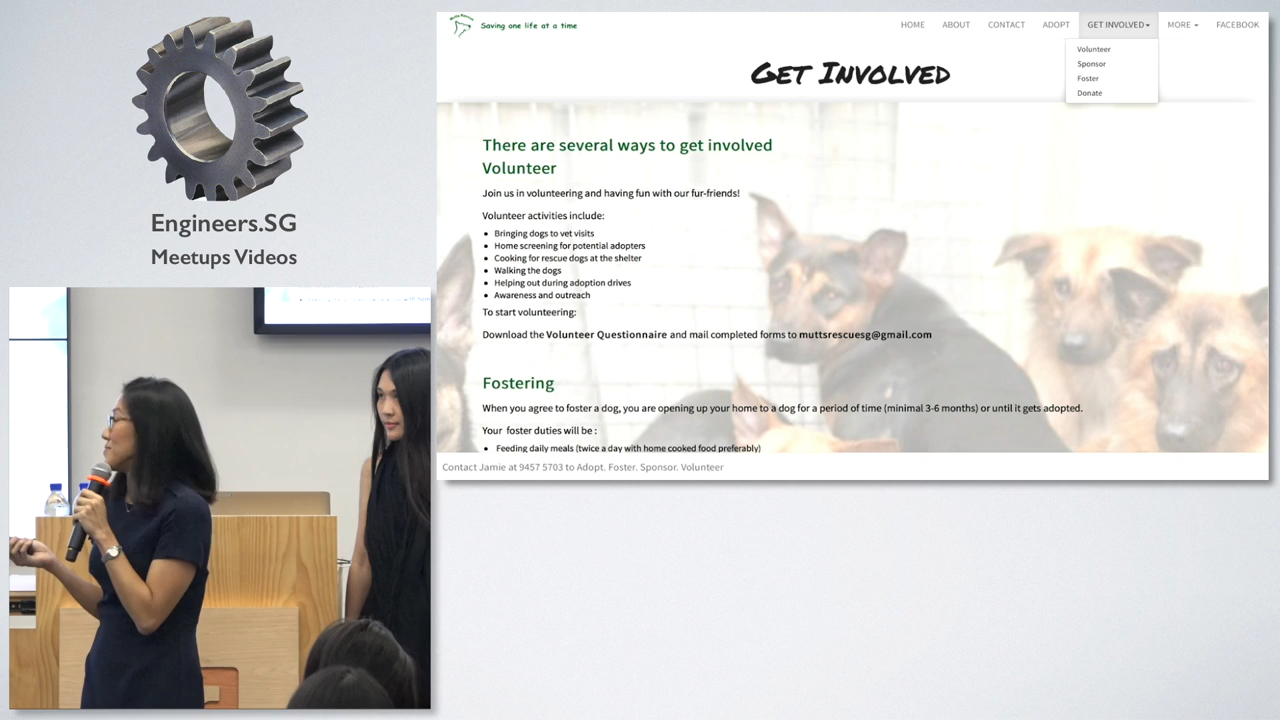 Engineers.SG
Meetups Videos
Saving one life at a time
HOME ABOUT CONTACT ADOPT GET INVOLVED MORE FACEBOOK
Volunteer
Sponsor
Foster
Donate
Get Involved
There are several ways to get involved
Volunteer
Join us in volunteering and having fun with our fur-friends!
Volunteer activities include:
Bringing dogs to vet visits
Home screening for potential adopters
Cooking for rescue dogs at the shelter
Walking the dogs
Helping out during adoption drives
Awareness and outreach
To start volunteering:
Download the Volunteer Questionnaire and mail completed forms to muttsrescuesg@gmail.com
Fostering
When you agree to foster a dog, you are opening up your home to a dog for a period of time (minimal 3-6 months) or until it gets adopted.
Your foster duties will be :
Feeding daily meals (twice a day with home cooked food preferably)
Contact Jamie at 9457 5703 to Adopt. Foster. Sponsor. Volunteer